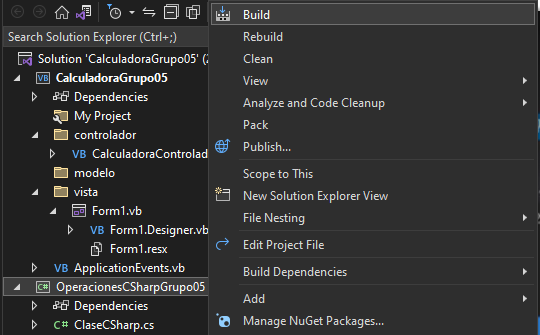 Search Solution Explorer (Ctrl+;)
Solution 'CalculadoraGrupo05' (2
VB CalculadoraGrupo05
Dependencies
My Project
controlador
VB CalculadoraControlad
modelo
vista
Form1.vb
VB Form1.Designer.vb
Form1.resx
VB ApplicationEvents.vb
C# OperacionesCSharpGrupo05
Dependencies
C# ClaseCSharp.cs
Build
Rebuild
Clean
View
Analyze and Code Cleanup
Pack
Publish...
Scope to This
New Solution Explorer View
File Nesting
Edit Project File
Build Dependencies
Add
Manage NuGet Packages...